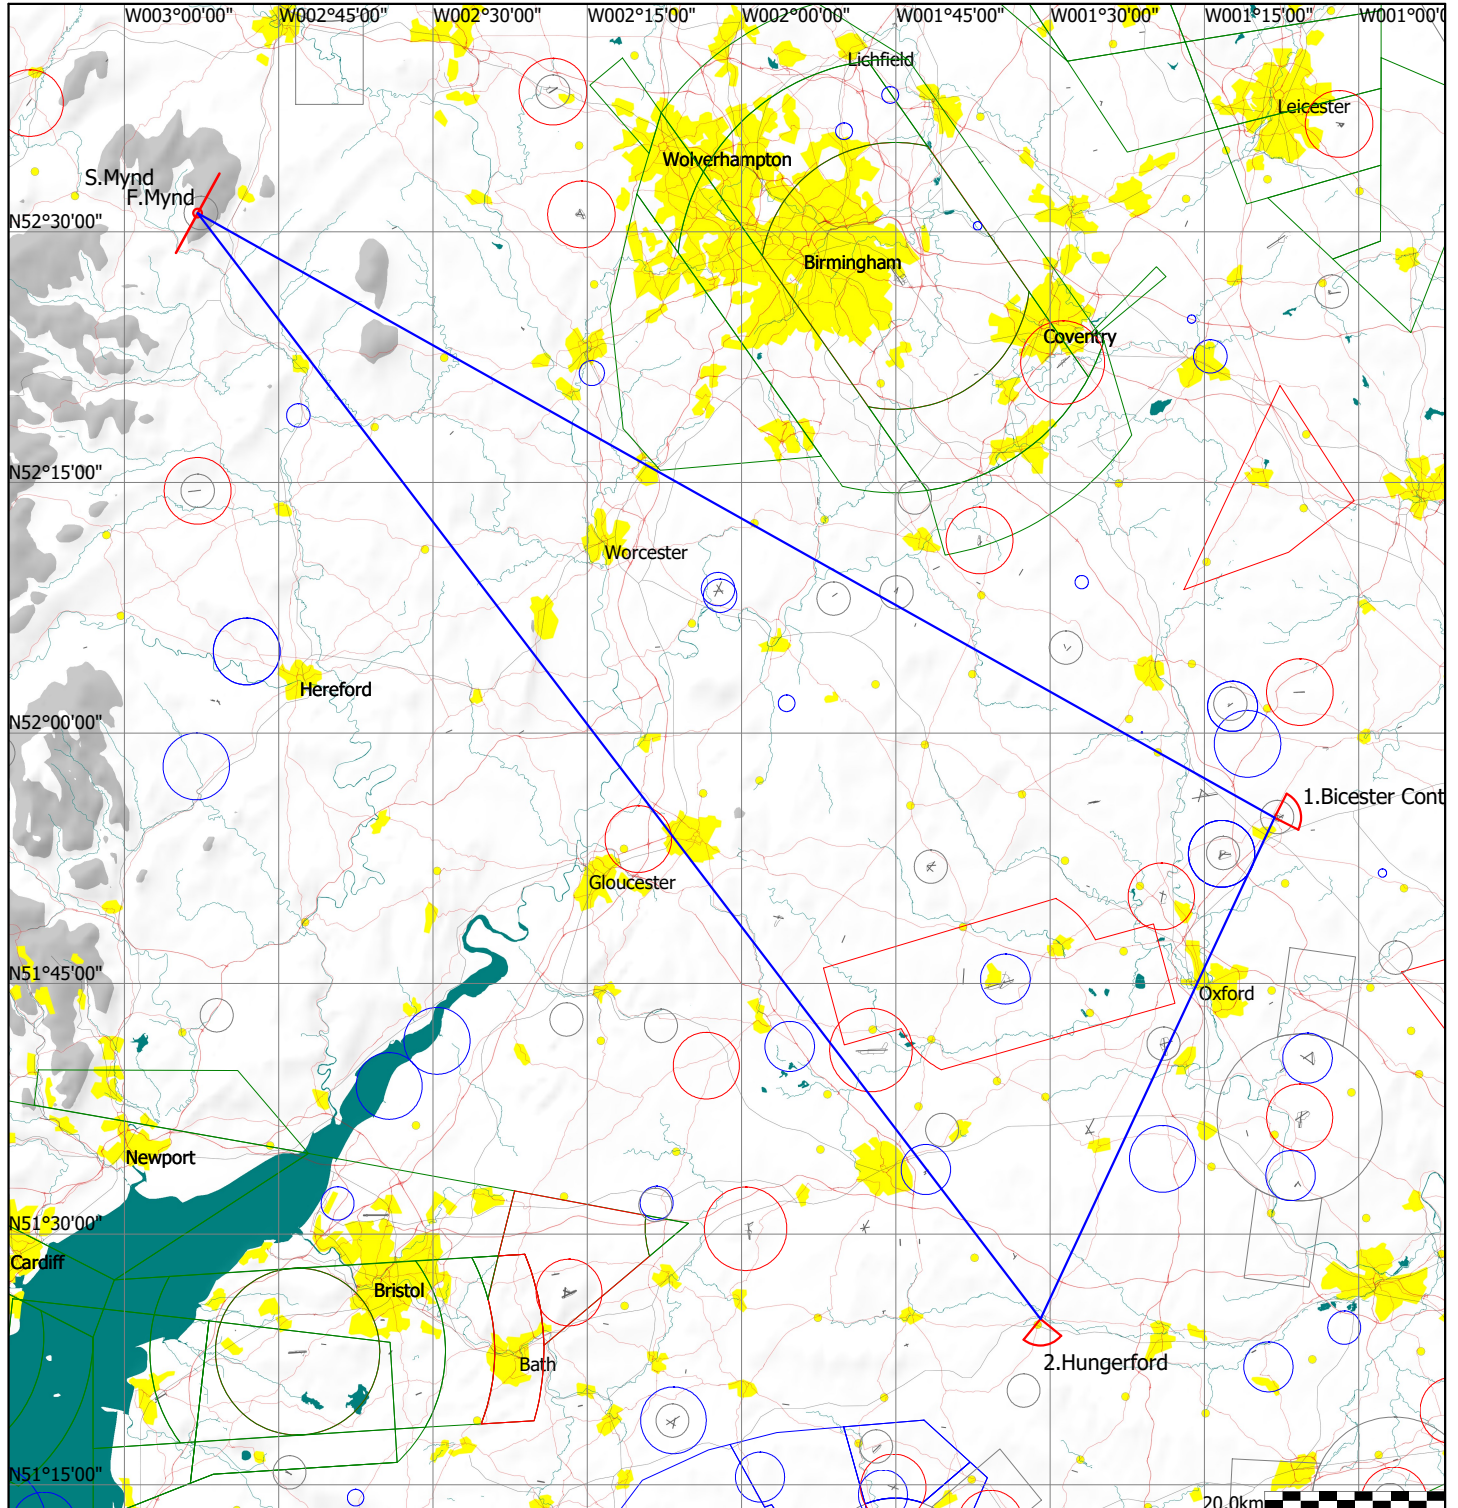 W003°00'00" W002°45'00" W002°30'00" W002°15'00" W002°00'00" W001°45'00" W001°30'00" W001°15'00" W001°00'0
Lichfield
Leicester
Wolverhampton
S.Mynd
F.Mynd
N52°30'00"
Birmingham
Coventry
N52°15'00"
Worcester
Hereford
N52°00'00"
1.Bicester Cont
Gloucester
N51°45'00"
Oxford
Newport
N51°30'00"
Cardiff
Bristol
Bath
2.Hungerford
N51°15'00"
20.0km